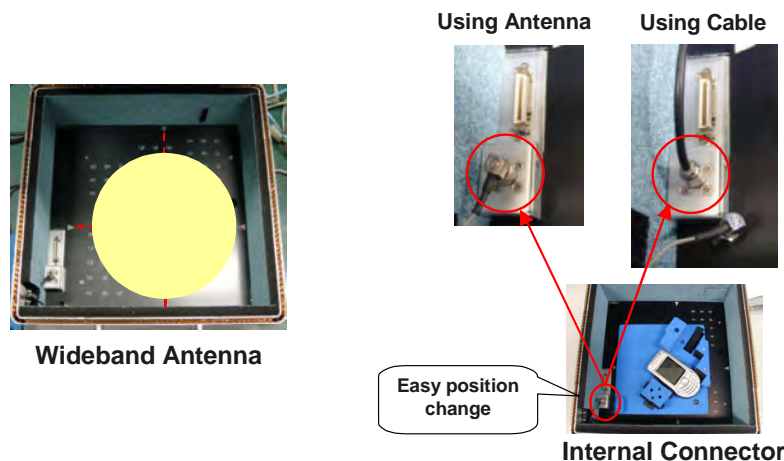 Using Antenna
Using Cable
Wideband Antenna
Easy position
change
Internal Connector